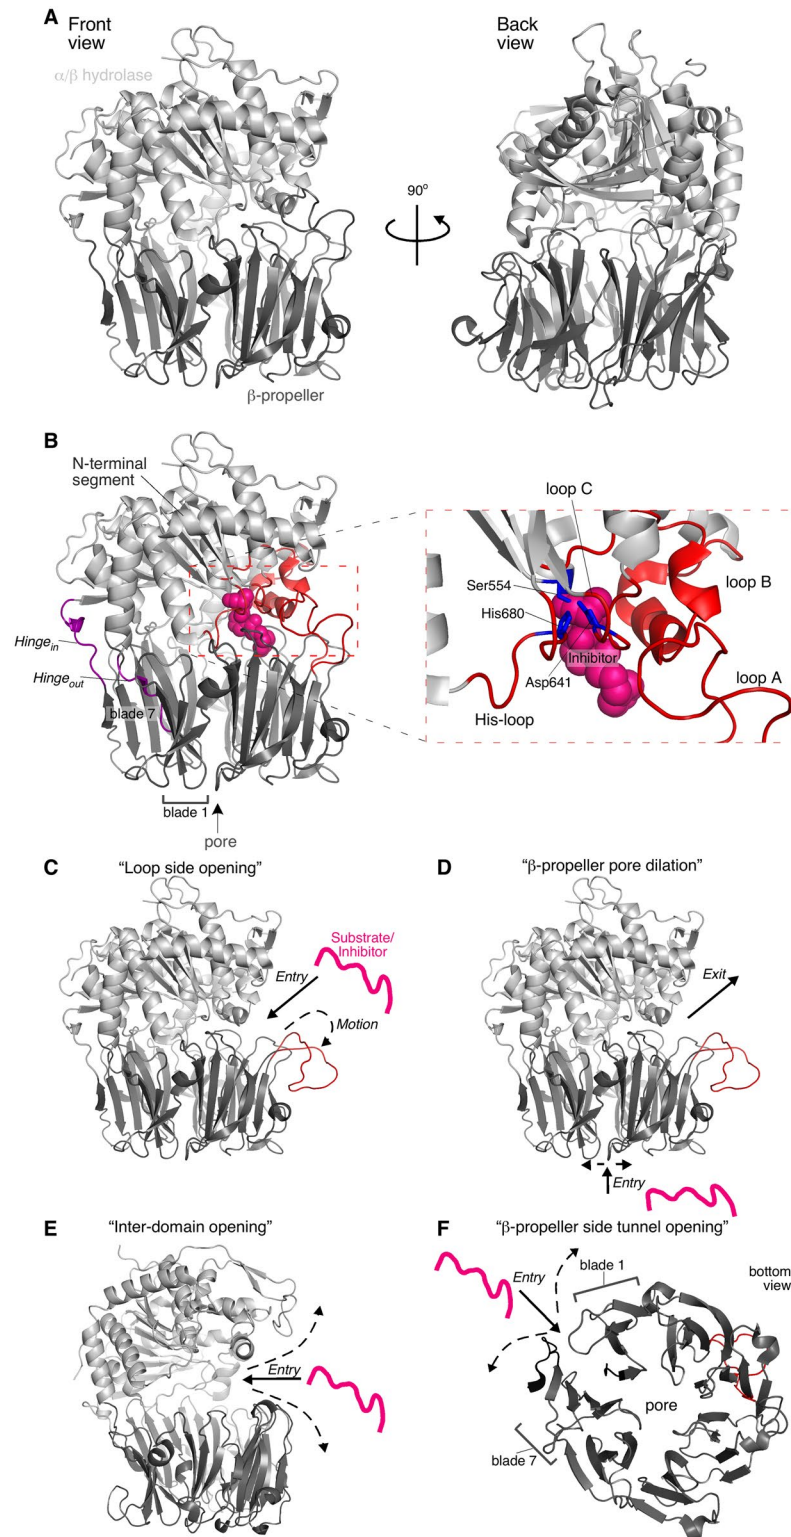 A
Front
view
α/β hydrolase
β-propeller
90°
Back
view
B
N-terminal
segment
Hinge_in
Hinge_out
blade 7
blade 1
pore
loop C
Ser554
loop B
His680
Inhibitor
Asp641
loop A
His-loop
C
“Loop side opening”
Substrate/
Inhibitor
Entry
Motion
D
“β-propeller pore dilation”
Exit
Entry
E
“Inter-domain opening”
Entry
F
“β-propeller side tunnel opening”
Entry
blade 1
bottom
view
pore
blade 7